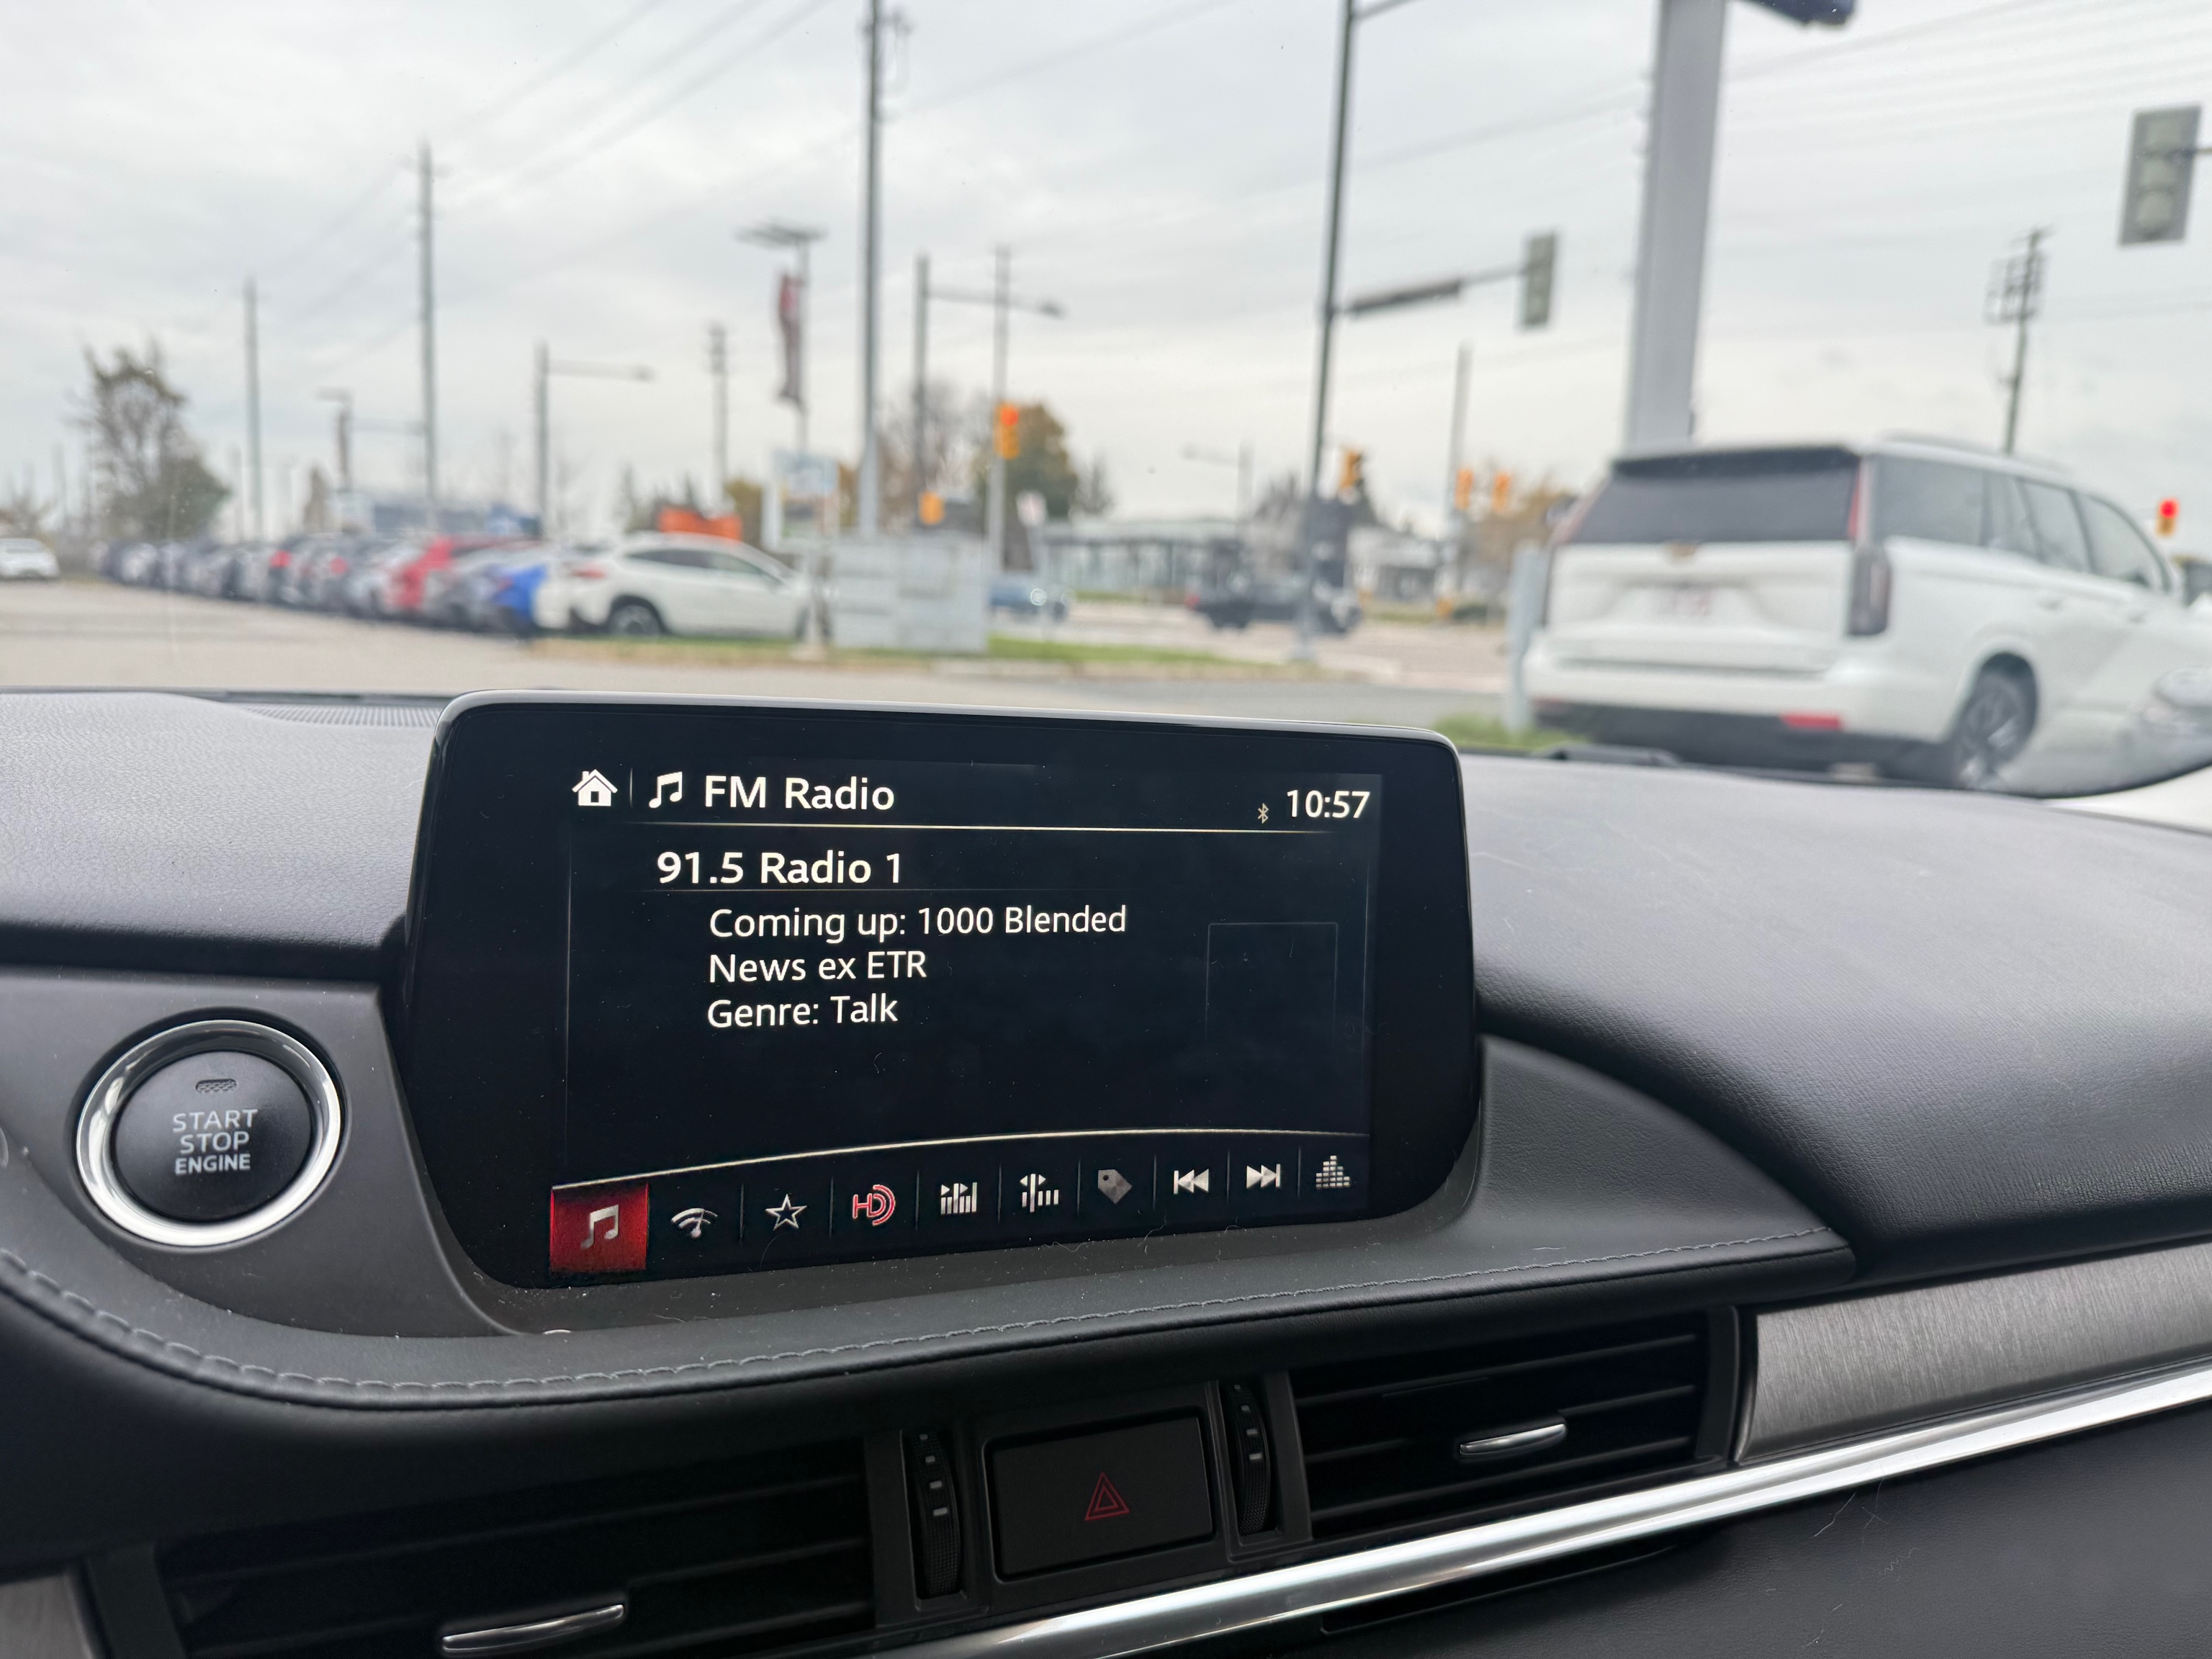 FM Radio
10:57
91.5 Radio 1
Coming up: 1000 Blended
News ex ETR
Genre: Talk
HD
START
STOP
ENGINE